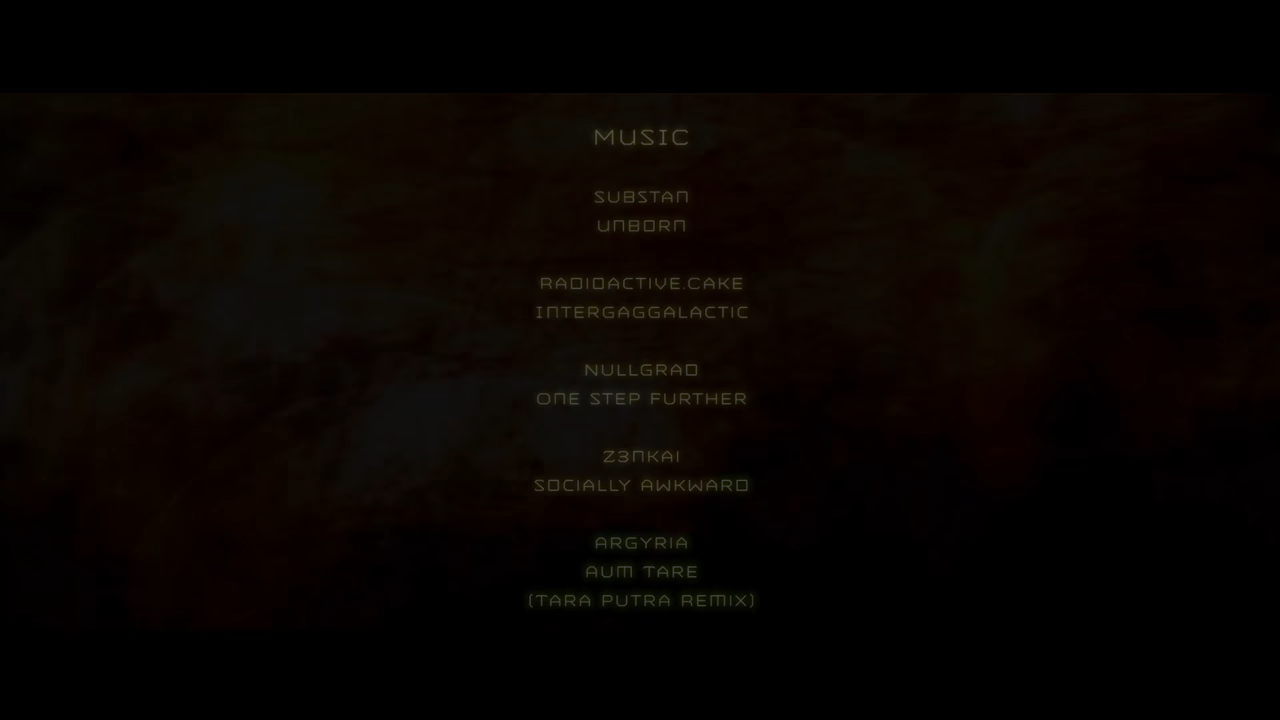 MUSIC
SUBSTAN
UNBORN
RADIOACTIVE.CAKE
INTERGAGGALACTIC
NULLGRAD
ONE STEP FURTHER
Z3NKAI
SOCIALLY AWKWARD
ARGYRIA
AUM TARE
(TARA PUTRA REMIX)